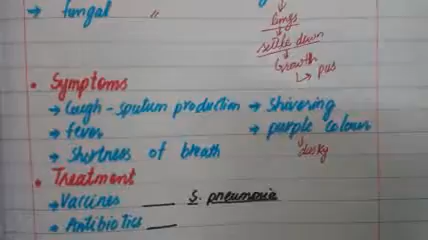 → fungal "
↓
lungs
↓
settle down
↓
Growth
↳ pus
• Symptoms
→ Cough - sputum production → Shivering
→ fever → purple colour
↓
dusky
→ Shortness of breath
• Treatment
→ Vaccines ___ S. pneumonia
• Antibiotics ___